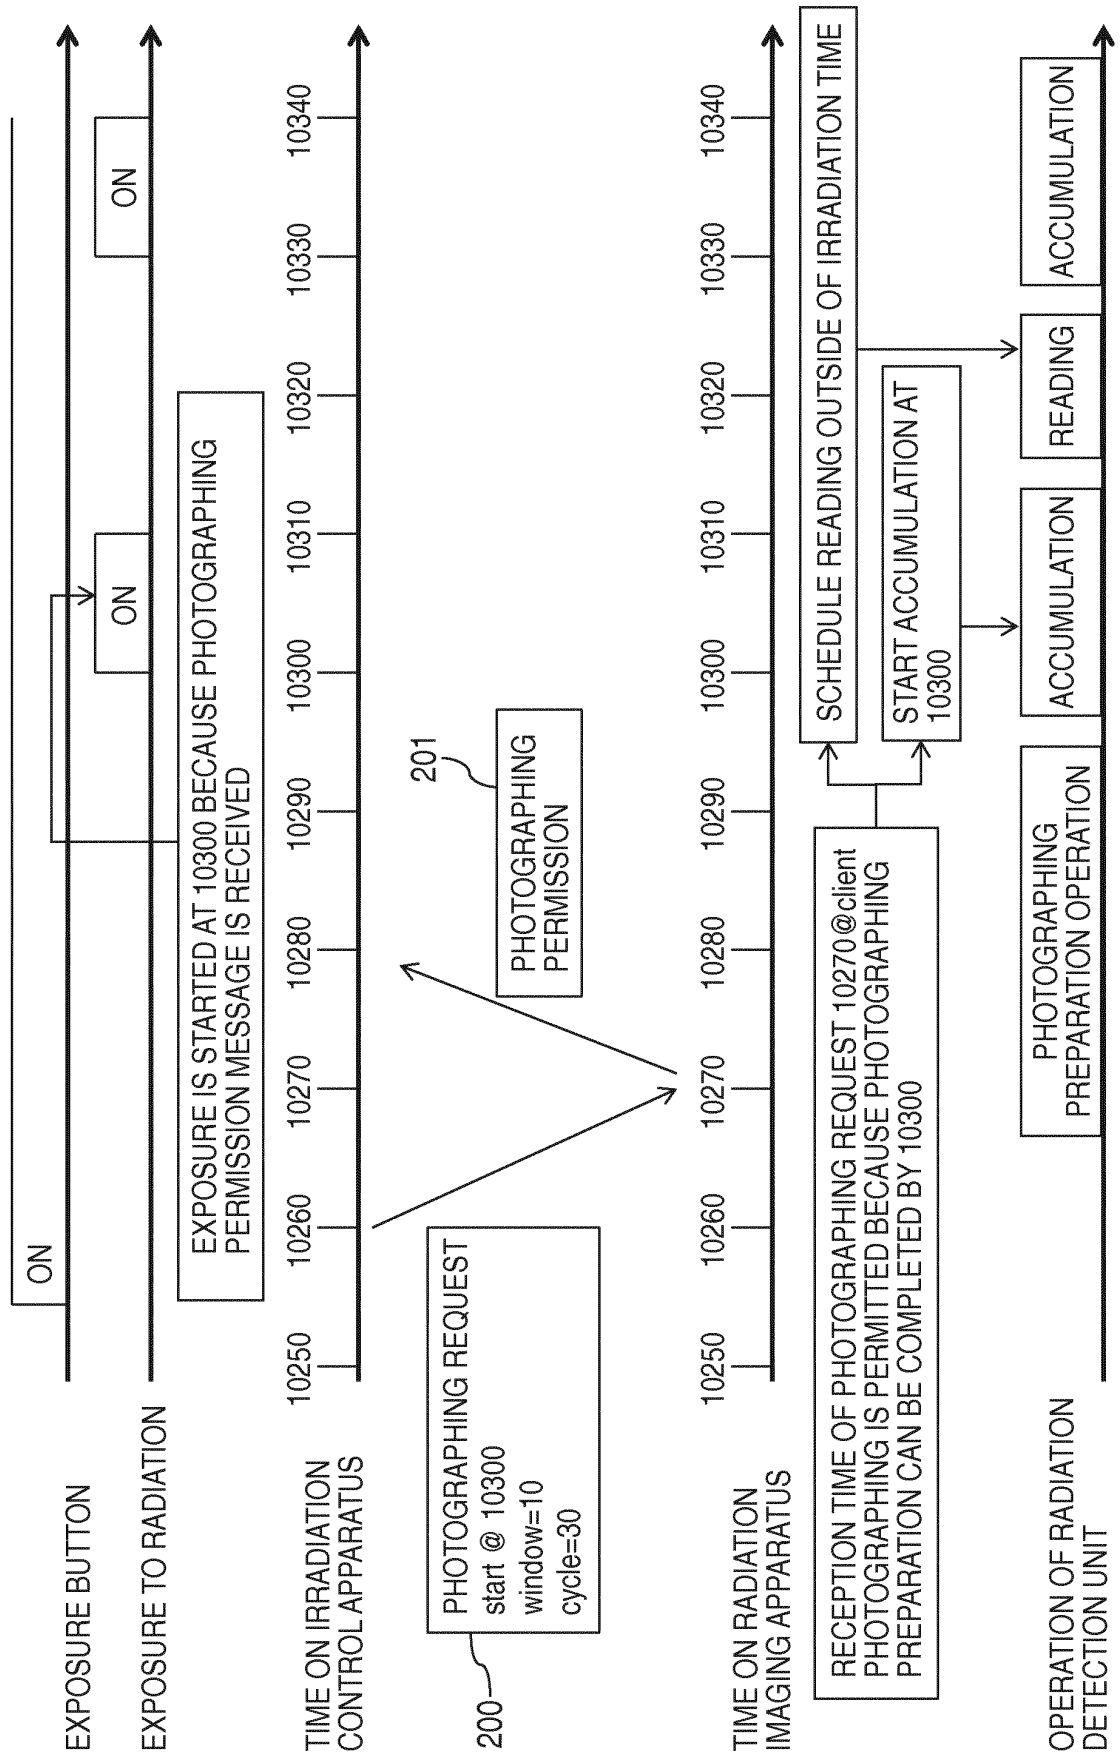 EXPOSURE BUTTON
ON
EXPOSURE TO RADIATION
ON
ON
EXPOSURE IS STARTED AT 10300 BECAUSE PHOTOGRAPHING
PERMISSION MESSAGE IS RECEIVED
TIME ON IRRADIATION
CONTROL APPARATUS
10250
10260
10270
10280
10290
10300
10310
10320
10330
10340
200
PHOTOGRAPHING REQUEST
start @ 10300
window=10
cycle=30
201
PHOTOGRAPHING
PERMISSION
TIME ON RADIATION
IMAGING APPARATUS
10250
10260
10270
10280
10290
10300
10310
10320
10330
10340
RECEPTION TIME OF PHOTOGRAPHING REQUEST 10270@client
PHOTOGRAPHING IS PERMITTED BECAUSE PHOTOGRAPHING
PREPARATION CAN BE COMPLETED BY 10300
SCHEDULE READING OUTSIDE OF IRRADIATION TIME
START ACCUMULATION AT
10300
OPERATION OF RADIATION
DETECTION UNIT
PHOTOGRAPHING
PREPARATION OPERATION
ACCUMULATION
READING
ACCUMULATION